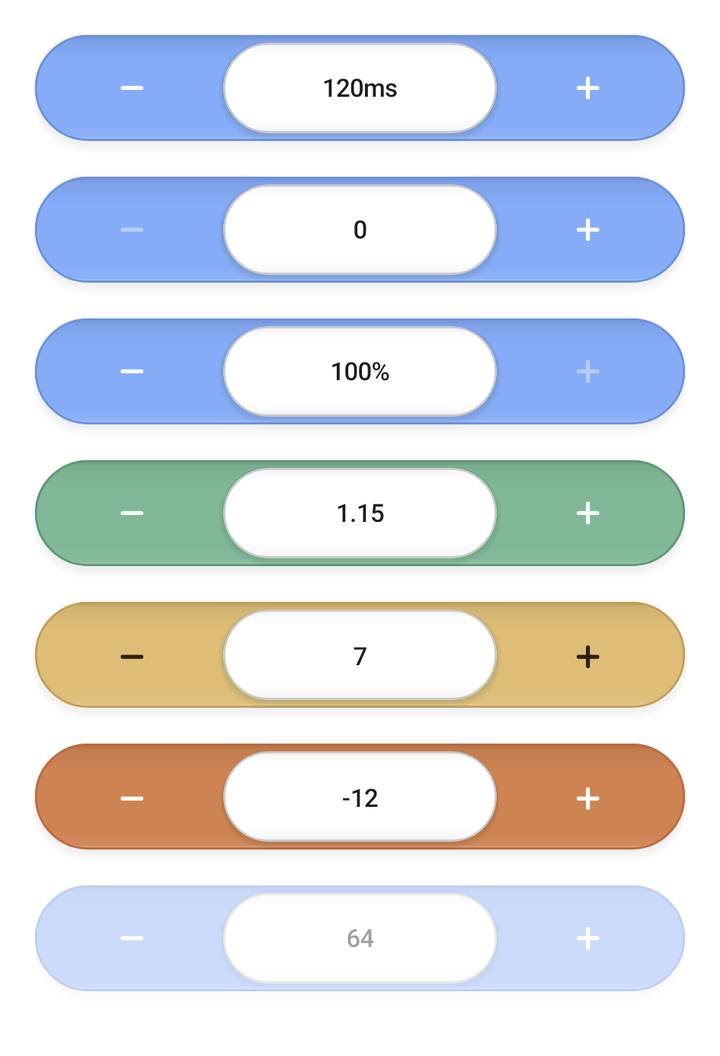 − 120ms +
− 0 +
− 100% +
− 1.15 +
− 7 +
− -12 +
− 64 +